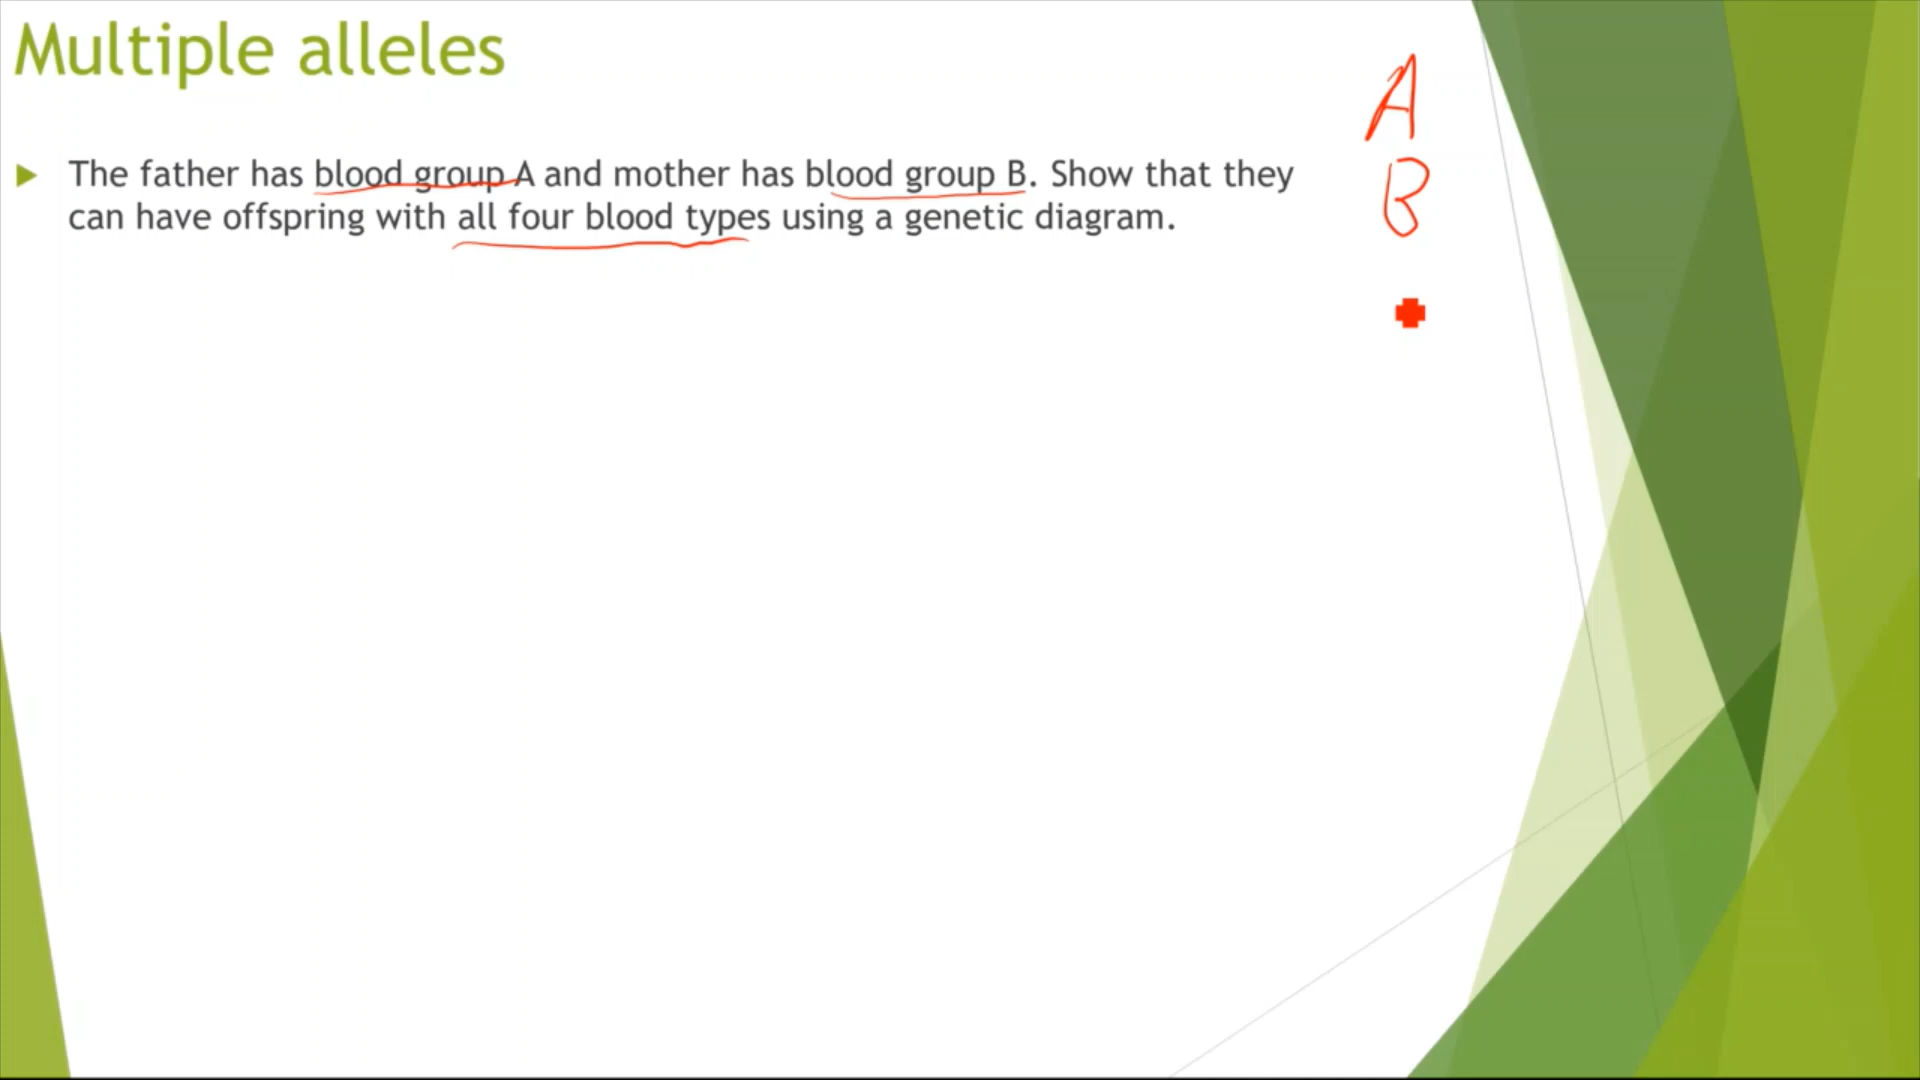 Multiple alleles
The father has blood group A and mother has blood group B. Show that they
can have offspring with all four blood types using a genetic diagram.
A
B